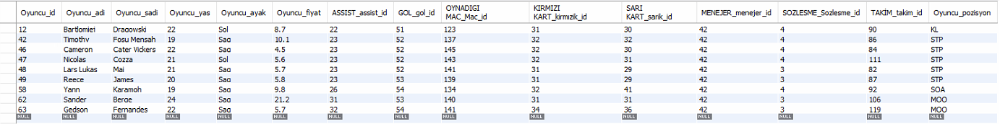 Oyuncu_id Oyuncu_adi Oyuncu_sadi Oyuncu_yas Oyuncu_ayak Oyuncu_fiyat ASSIST_assist_id GOL_gol_id OYNADIGI MAC_Mac_id KIRMIZI KART_kirmizik_id SARI KART_sarik_id MENEJER_menejer_id SOZLESME_Sozlesme_id TAKİM_takim_id Oyuncu_pozisyon
12 Bartlomiej Dragowski 22 Sol 8.7 22 51 123 31 30 42 4 90 KL
42 Timothy Fosu Mensah 19 Sag 10.1 23 52 137 32 32 42 4 86 STP
46 Cameron Cater Vickers 22 Sag 4.5 23 52 145 32 30 42 4 84 STP
47 Nicolas Cozza 21 Sol 5.6 23 52 143 32 31 42 4 111 STP
48 Lars Lukas Mai 21 Sag 5.7 23 52 141 31 29 42 3 82 STP
49 Reece James 20 Sag 5.8 23 53 139 31 29 42 3 87 STP
58 Yann Karamoh 19 Sag 9.8 26 54 134 32 41 42 4 92 SOA
62 Sander Berge 24 Sag 21.2 31 53 140 31 31 42 3 106 MOO
63 Gedson Fernandes 22 Sag 5.7 32 54 141 34 36 42 3 119 MOO
NULL NULL NULL NULL NULL NULL NULL NULL NULL NULL NULL NULL NULL NULL NULL